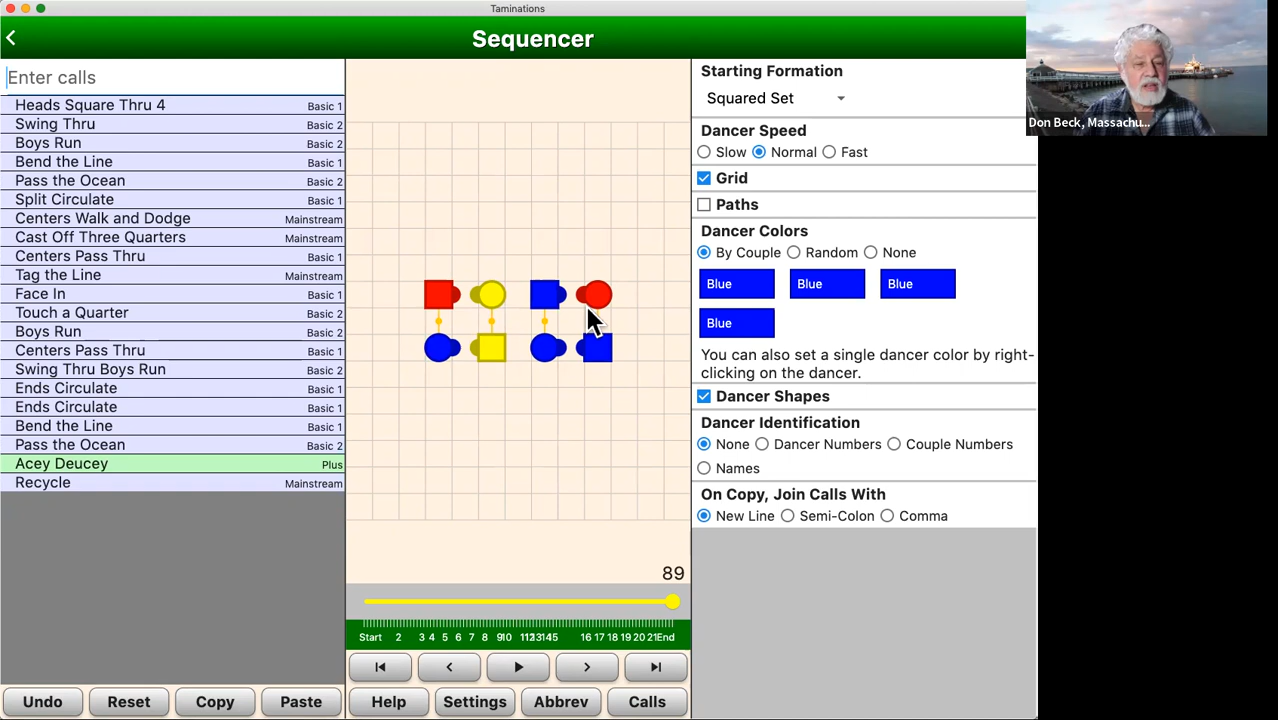 Taminations
Sequencer
Enter calls
Heads Square Thru 4 Basic 1
Swing Thru Basic 2
Boys Run Basic 2
Bend the Line Basic 1
Pass the Ocean Basic 2
Split Circulate Basic 1
Centers Walk and Dodge Mainstream
Cast Off Three Quarters Mainstream
Centers Pass Thru Basic 1
Tag the Line Mainstream
Face In Basic 1
Touch a Quarter Basic 2
Boys Run Basic 2
Centers Pass Thru Basic 1
Swing Thru Boys Run Basic 2
Ends Circulate Basic 1
Ends Circulate Basic 1
Bend the Line Basic 1
Pass the Ocean Basic 2
Acey Deucey Plus
Recycle Mainstream
Undo Reset Copy Paste
89
Start 2 3 4 5 6 7 8 910 112131415 16 17 18 19 20 21End
Help Settings Abbrev Calls
Starting Formation
Squared Set
Dancer Speed
Slow Normal Fast
Grid
Paths
Dancer Colors
By Couple Random None
Blue Blue Blue
Blue
You can also set a single dancer color by right-
clicking on the dancer.
Dancer Shapes
Dancer Identification
None Dancer Numbers Couple Numbers
Names
On Copy, Join Calls With
New Line Semi-Colon Comma
Don Beck, Massachu...